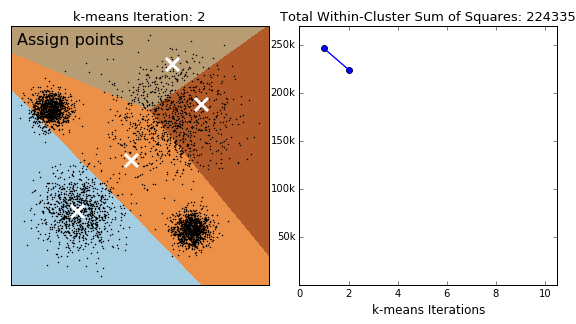 k-means Iteration: 2
Assign points
Total Within-Cluster Sum of Squares: 224335
250k
200k
150k
100k
50k
0 2 4 6 8 10
k-means Iterations